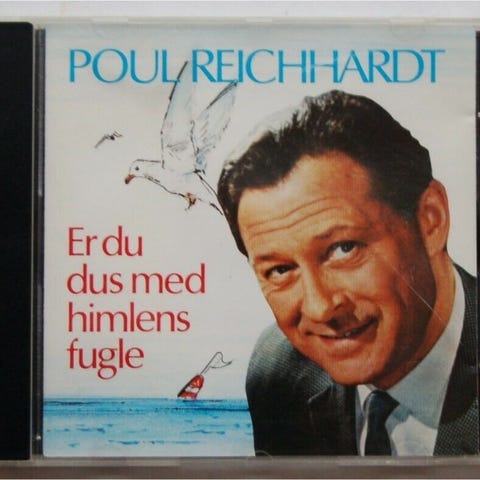 POUL REICHHARDT
Er du
dus med
himlens
fugle